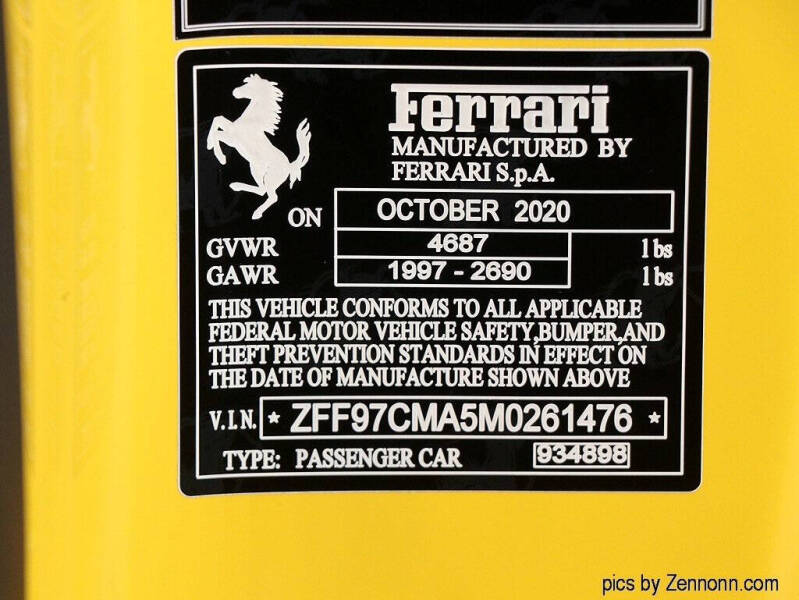 Ferrari
MANUFACTURED BY
FERRARI S.p.A.
ON OCTOBER 2020
GVWR 4687 lbs
GAWR 1997 - 2690 lbs
THIS VEHICLE CONFORMS TO ALL APPLICABLE
FEDERAL MOTOR VEHICLE SAFETY,BUMPER,AND
THEFT PREVENTION STANDARDS IN EFFECT ON
THE DATE OF MANUFACTURE SHOWN ABOVE
V.I.N. * ZFF97CMA5M0261476 *
TYPE: PASSENGER CAR 934898
pics by Zennonn.com